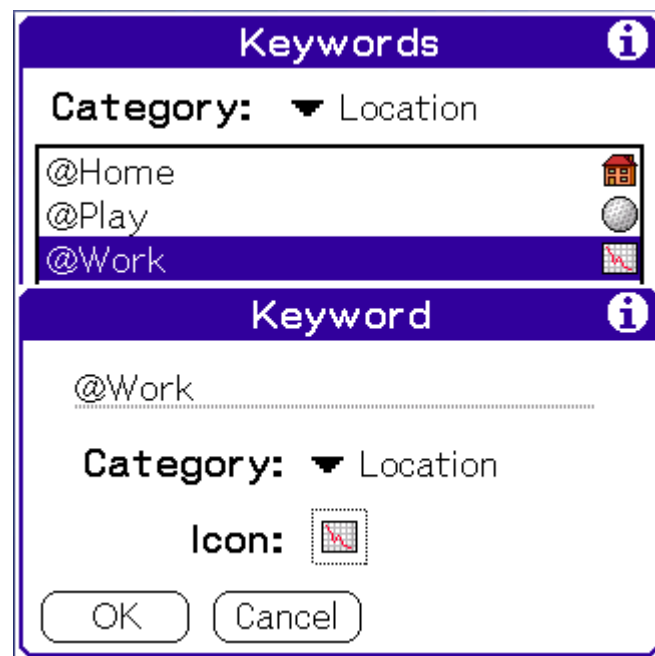 Keywords
Category: Location
@Home
@Play
@Work
Keyword
@Work
Category: Location
Icon:
OK Cancel